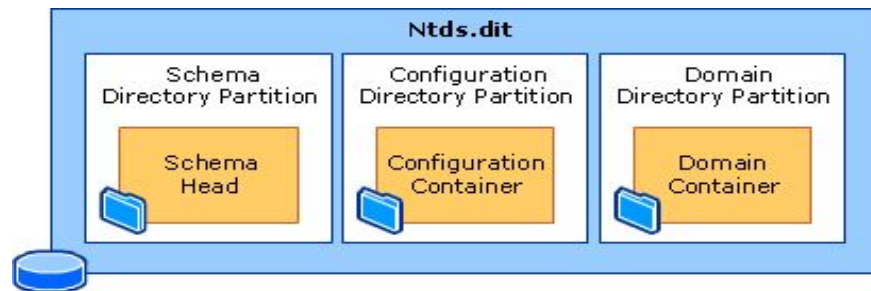 Ntds.dit
Schema
Directory Partition
Schema
Head
Configuration
Directory Partition
Configuration
Container
Domain
Directory Partition
Domain
Container